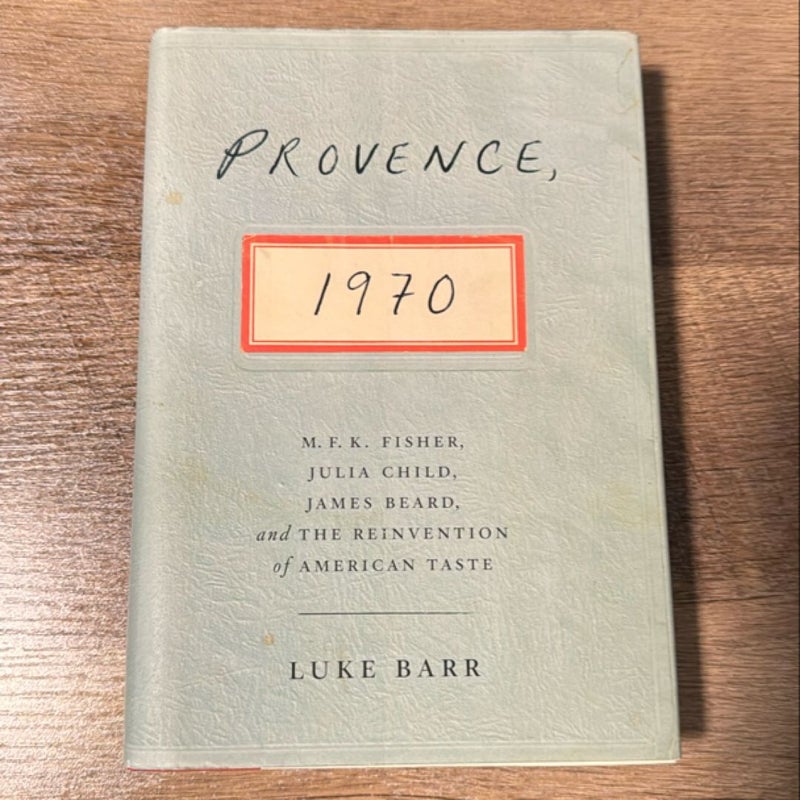 PROVENCE,
1970
M. F. K. FISHER,
JULIA CHILD,
JAMES BEARD,
and THE REINVENTION
of AMERICAN TASTE
LUKE BARR